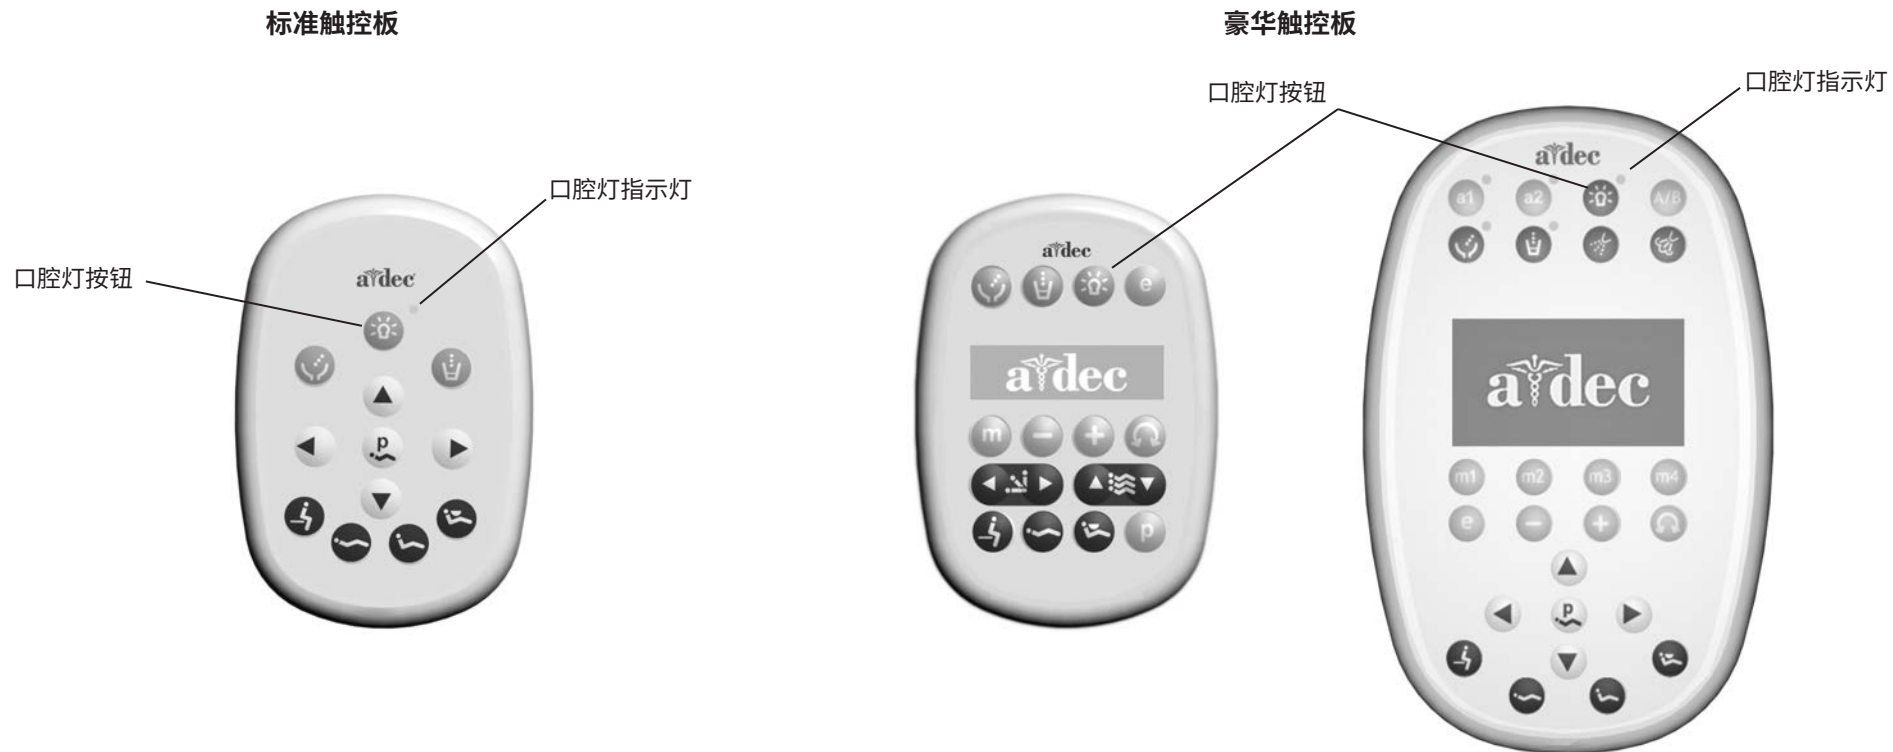 标准触控板
豪华触控板
口腔灯按钮
口腔灯指示灯
口腔灯指示灯
口腔灯按钮
a dec
a1 a2 A/B
a dec
a dec
e
a dec
a dec
p
m - +
m1 m2 m3 m4
e - +
p
p